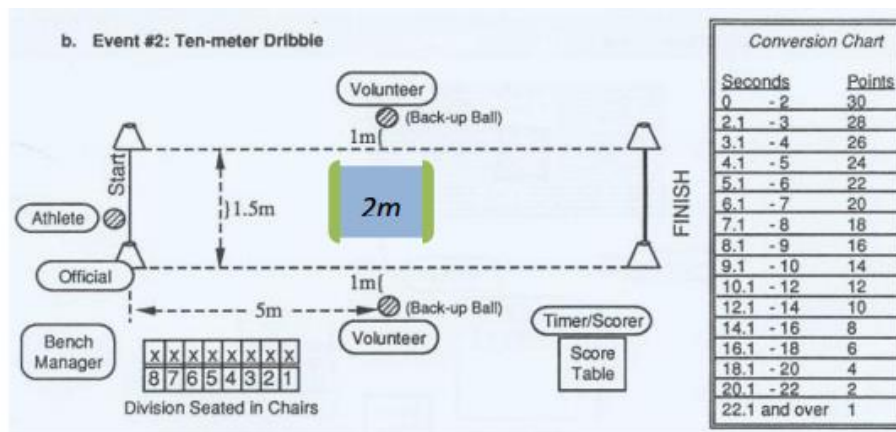 b. Event #2: Ten-meter Dribble
Volunteer
(Back-up Ball)
1m{
Start
}1.5m
2m
FINISH
Athlete
Official
1m{
5m
(Back-up Ball)
Volunteer
Timer/Scorer
Bench
Manager
x x x x x x x x
8 7 6 5 4 3 2 1
Score
Table
Division Seated in Chairs
Conversion Chart
Seconds Points
0 - 2 30
2.1 - 3 28
3.1 - 4 26
4.1 - 5 24
5.1 - 6 22
6.1 - 7 20
7.1 - 8 18
8.1 - 9 16
9.1 - 10 14
10.1 - 12 12
12.1 - 14 10
14.1 - 16 8
16.1 - 18 6
18.1 - 20 4
20.1 - 22 2
22.1 and over 1